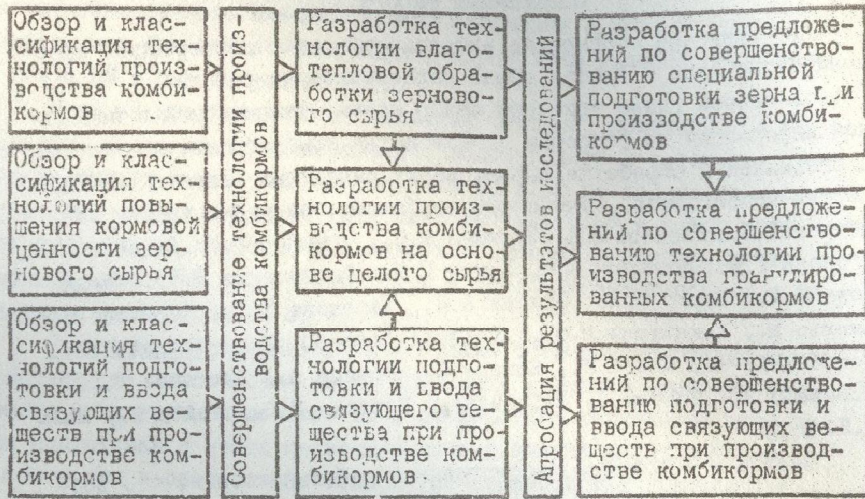 Обзор и клас-
сификация тех-
нологий произ-
водства комби-
кормов
Обзор и клас-
сификация тех-
нологий повы-
шения кормовой
ценности зер-
нового сырья
Обзор и клас-
сификация тех-
нологий подго-
товки и ввода
связующих ве-
ществ при про-
изводстве ком-
бикормов
Совершенствование технологии произ-
водства комбикормов
Разработка тех-
нологии влаго-
тепловой обра-
ботки зерново-
го сырья
Разработка тех-
нологии произ-
водства комби-
кормов на осно-
ве целого сырья
Разработка тех-
нологии подго-
товки и ввода
связующего ве-
щества при про-
изводстве ком-
бикормов
Апробация результатов исследований
Разработка предложе-
ний по совершенство-
ванию специальной
подготовки зерна при
производстве комби-
кормов
Разработка предложе-
ний по совершенство-
ванию технологии про-
изводства гранулиро-
ванных комбикормов
Разработка предложе-
ний по совершенство-
ванию подготовки и
ввода связующих ве-
ществ при производ-
стве комбикормов